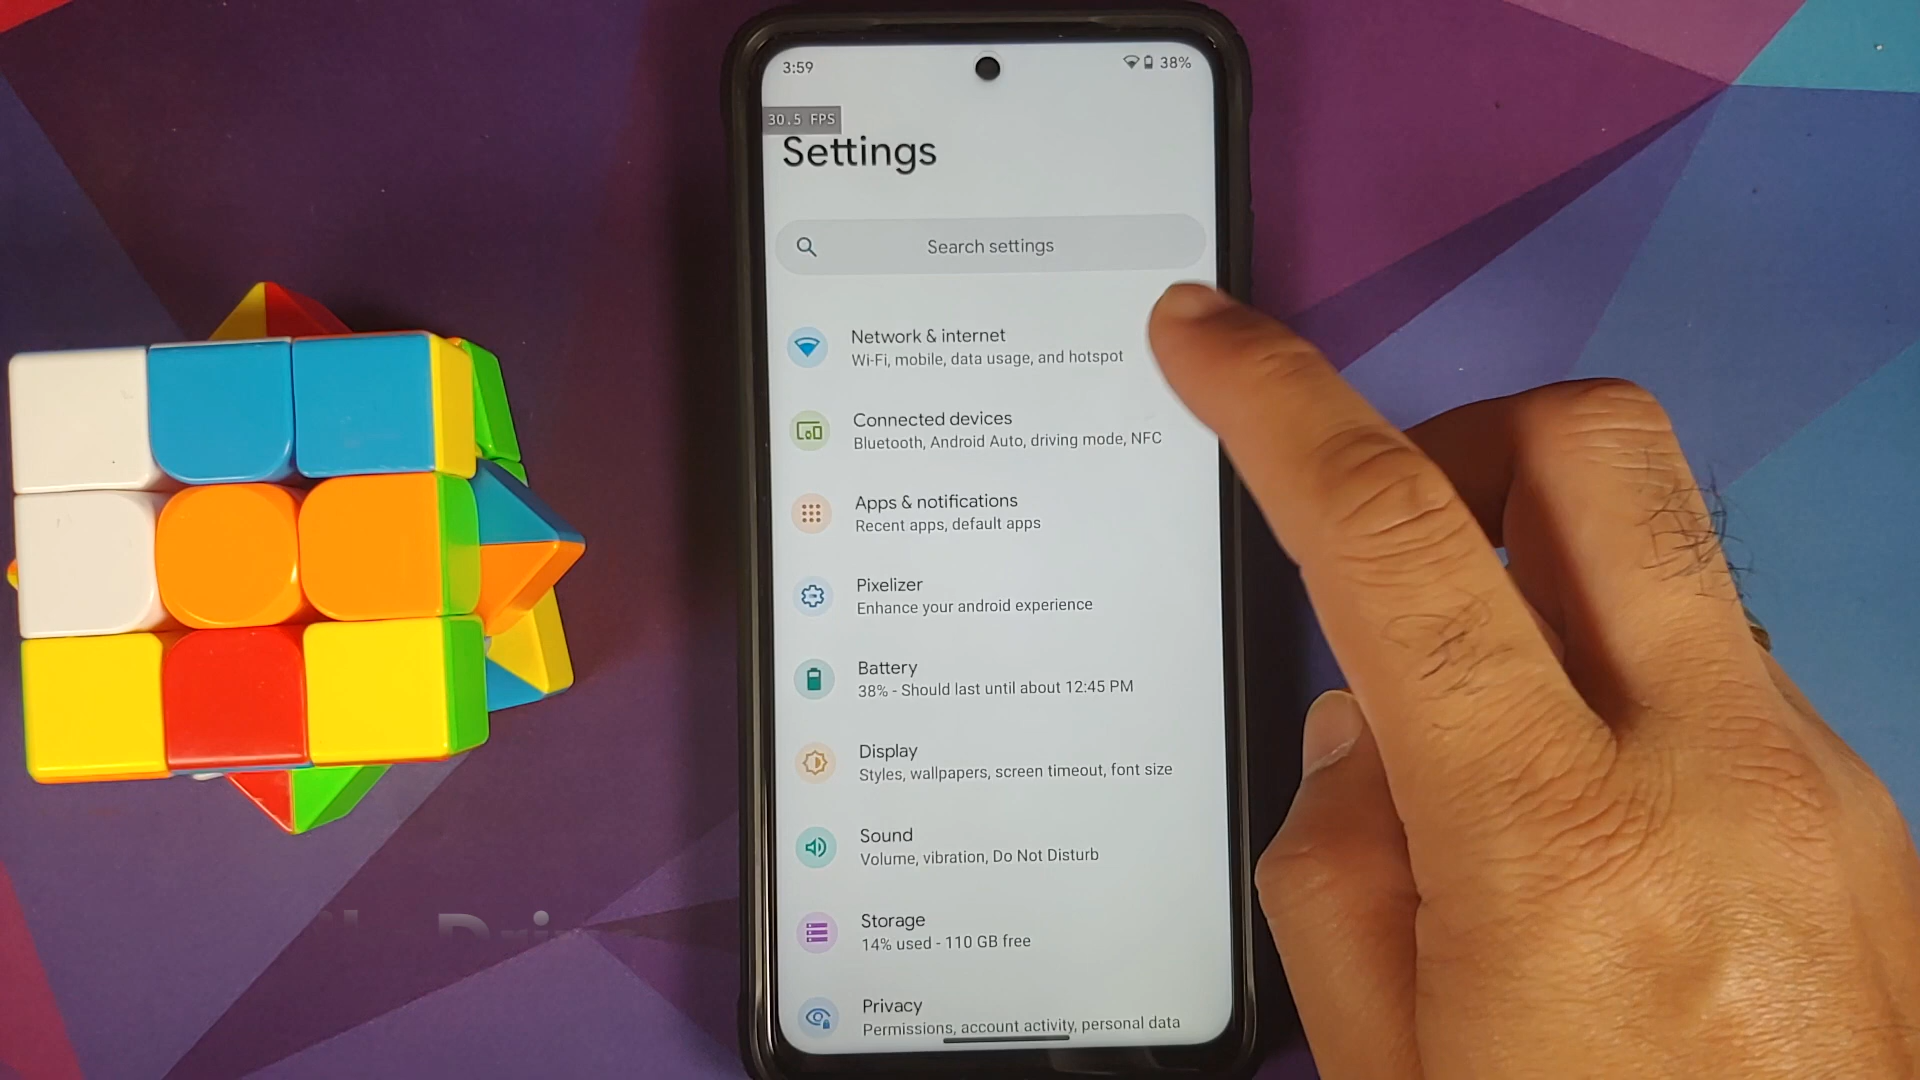 3:59
38%
30.5 FPS
Settings
Search settings
Network & internet
Wi-Fi, mobile, data usage, and hotspot
Connected devices
Bluetooth, Android Auto, driving mode, NFC
Apps & notifications
Recent apps, default apps
Pixelizer
Enhance your android experience
Battery
38% - Should last until about 12:45 PM
Display
Styles, wallpapers, screen timeout, font size
Sound
Volume, vibration, Do Not Disturb
Storage
14% used - 110 GB free
Privacy
Permissions, account activity, personal data